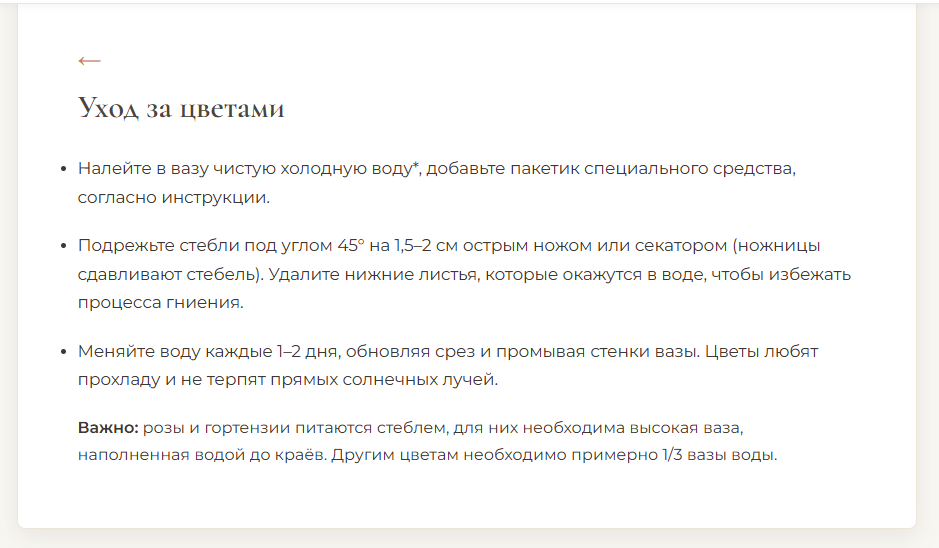 ←
Уход за цветами
• Налейте в вазу чистую холодную воду*, добавьте пакетик специального средства,
согласно инструкции.
• Подрежьте стебли под углом 45° на 1,5–2 см острым ножом или секатором (ножницы
сдавливают стебель). Удалите нижние листья, которые окажутся в воде, чтобы избежать
процесса гниения.
• Меняйте воду каждые 1–2 дня, обновляя срез и промывая стенки вазы. Цветы любят
прохладу и не терпят прямых солнечных лучей.
Важно: розы и гортензии питаются стеблем, для них необходима высокая ваза,
наполненная водой до краёв. Другим цветам необходимо примерно 1/3 вазы воды.